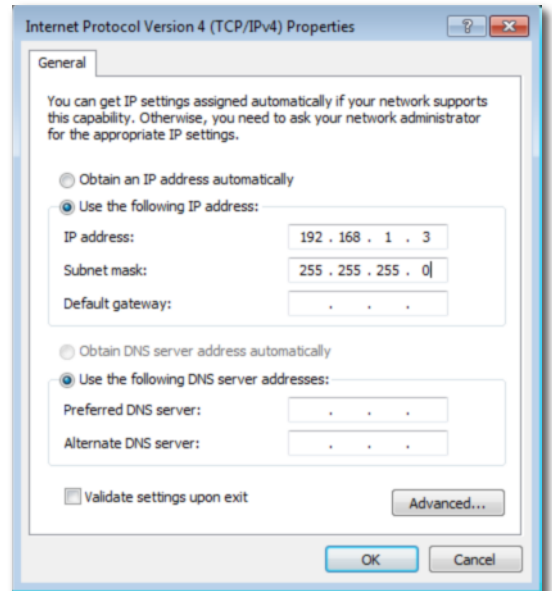 Internet Protocol Version 4 (TCP/IPv4) Properties
General
You can get IP settings assigned automatically if your network supports
this capability. Otherwise, you need to ask your network administrator
for the appropriate IP settings.
Obtain an IP address automatically
Use the following IP address:
IP address: 192 . 168 . 1 . 3
Subnet mask: 255 . 255 . 255 . 0
Default gateway: . . .
Obtain DNS server address automatically
Use the following DNS server addresses:
Preferred DNS server: . . .
Alternate DNS server: . . .
Validate settings upon exit
Advanced...
OK Cancel